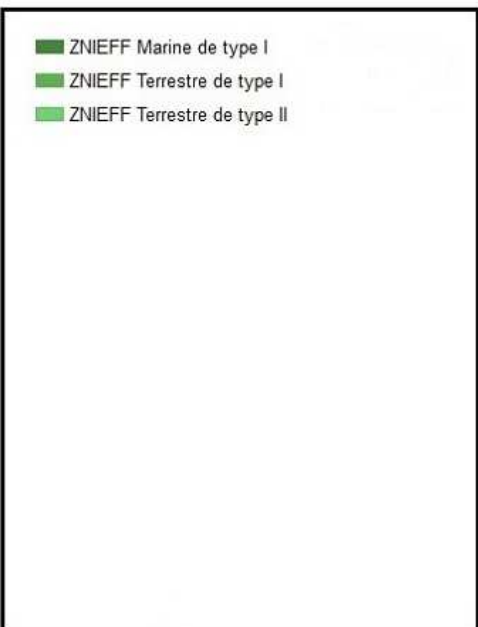 ZNIEFF Marine de type I
ZNIEFF Terrestre de type I
ZNIEFF Terrestre de type II